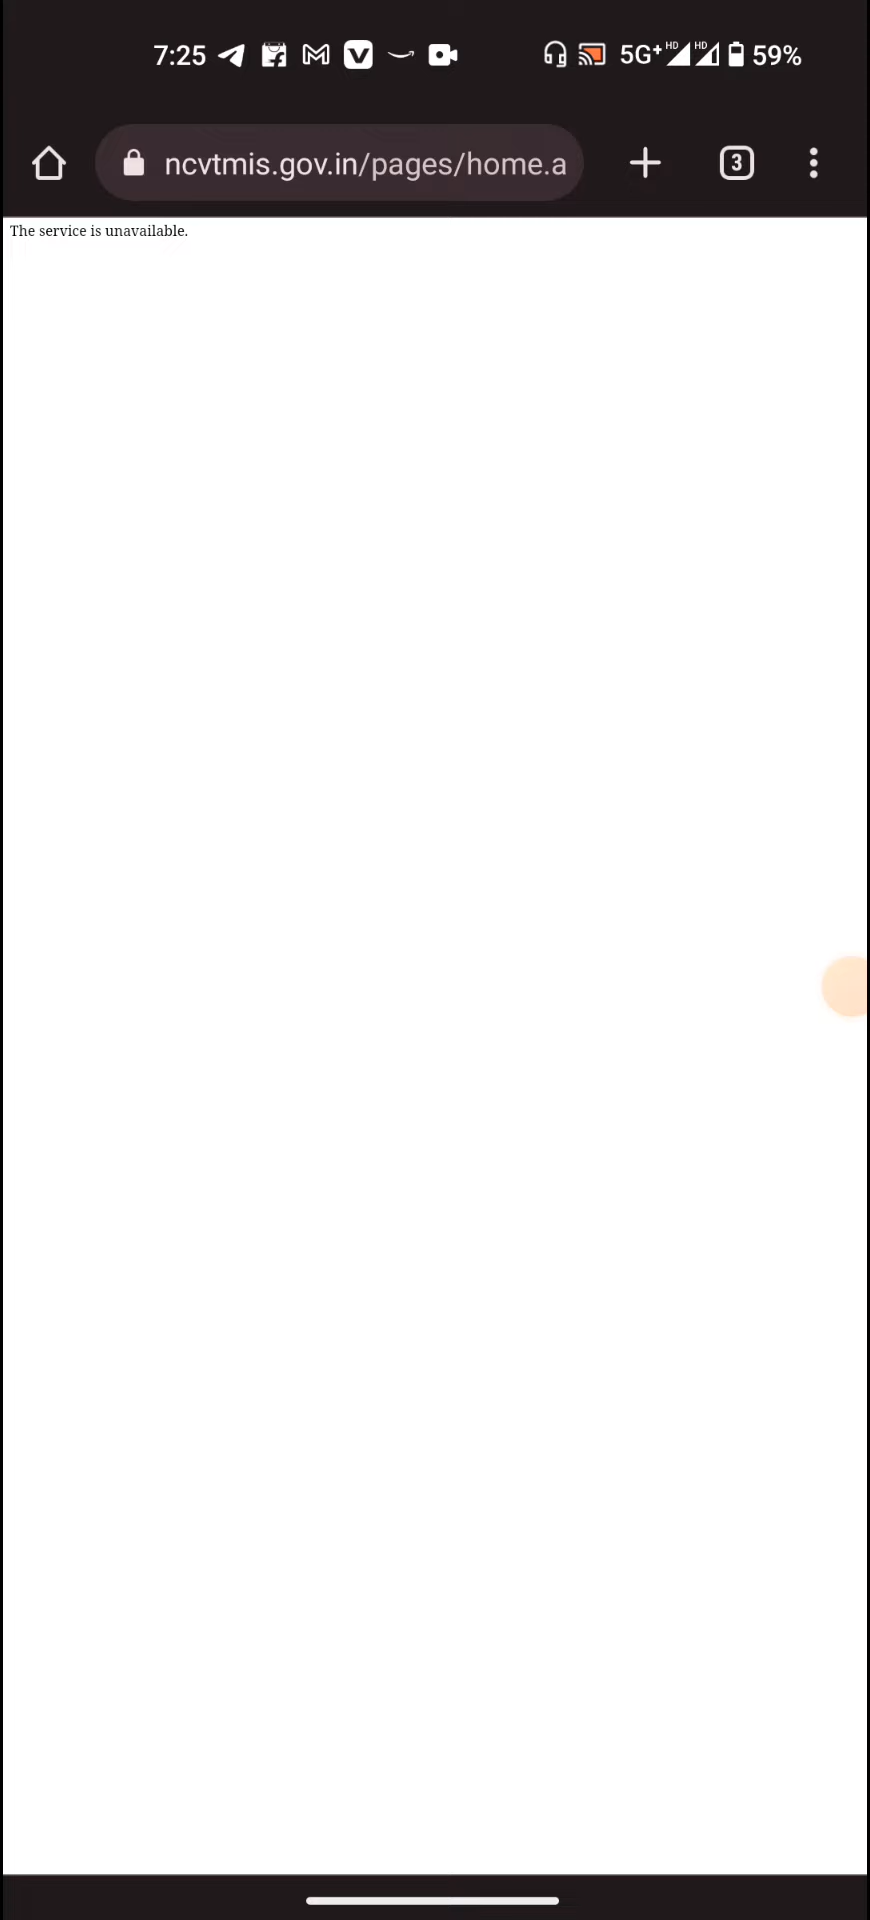 7:25 5G+ HD HD 59%
ncvtmis.gov.in/pages/home.a 3
The service is unavailable.